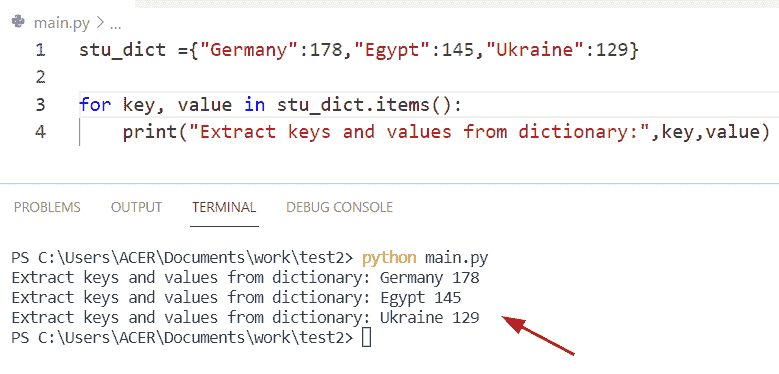 main.py > ...
1 stu_dict ={"Germany":178,"Egypt":145,"Ukraine":129}
2
3 for key, value in stu_dict.items():
4     print("Extract keys and values from dictionary:",key,value)
PROBLEMS OUTPUT TERMINAL DEBUG CONSOLE
PS C:\Users\ACER\Documents\work\test2> python main.py
Extract keys and values from dictionary: Germany 178
Extract keys and values from dictionary: Egypt 145
Extract keys and values from dictionary: Ukraine 129
PS C:\Users\ACER\Documents\work\test2>